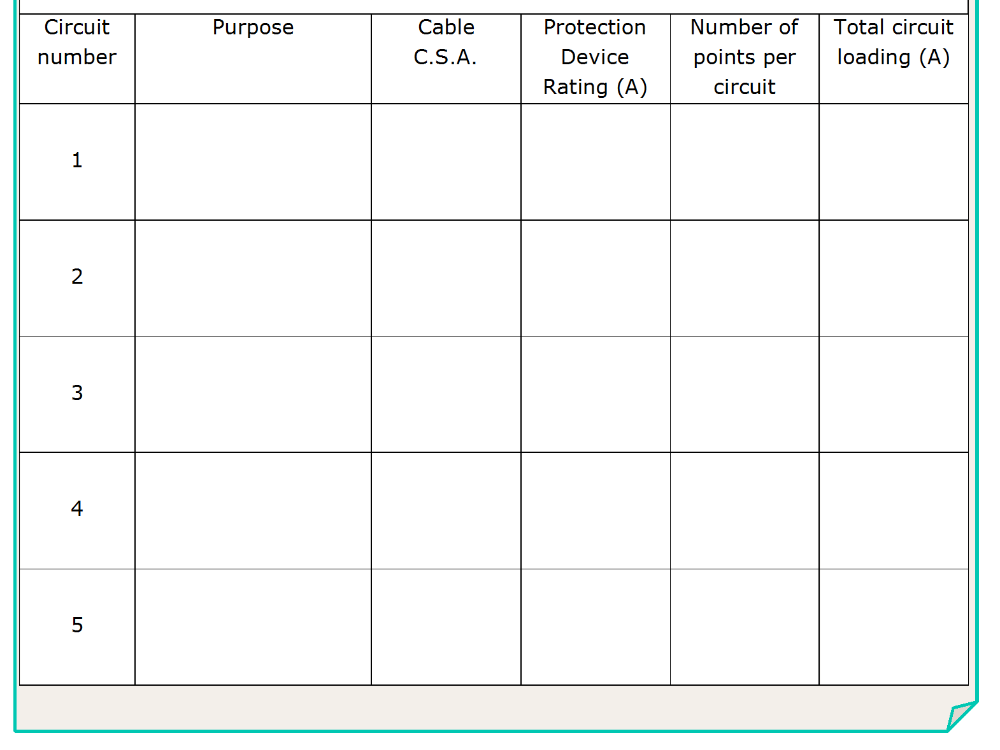 Circuit number
Purpose
Cable C.S.A.
Protection Device Rating (A)
Number of points per circuit
Total circuit loading (A)
1
2
3
4
5